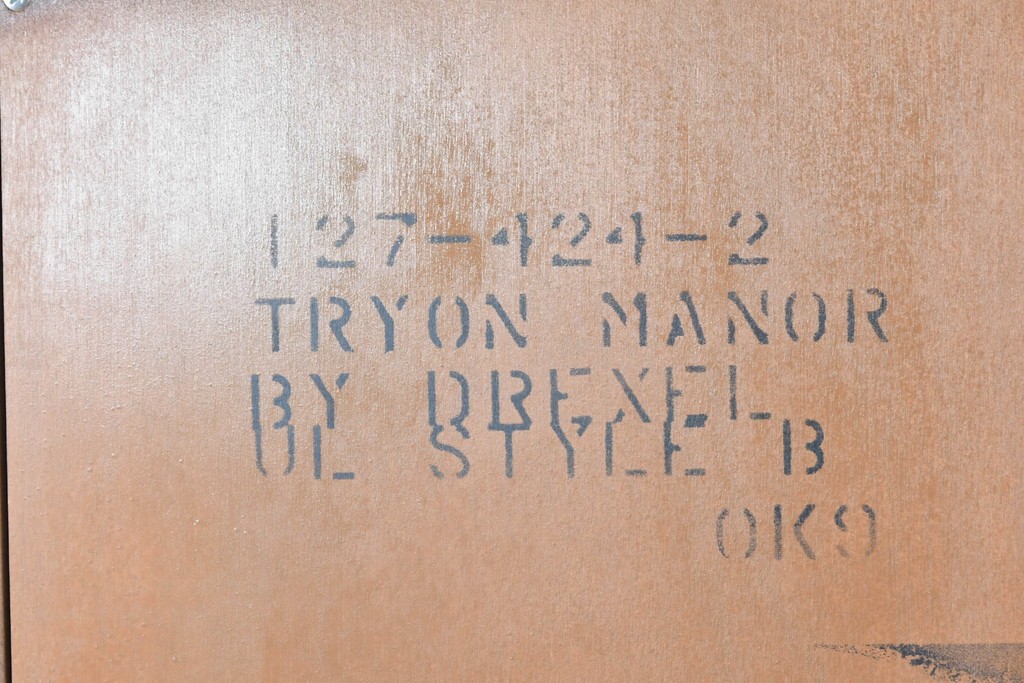 127-424-2
TRYON MANOR
BY DREXEL
UL STYLE B
OK9